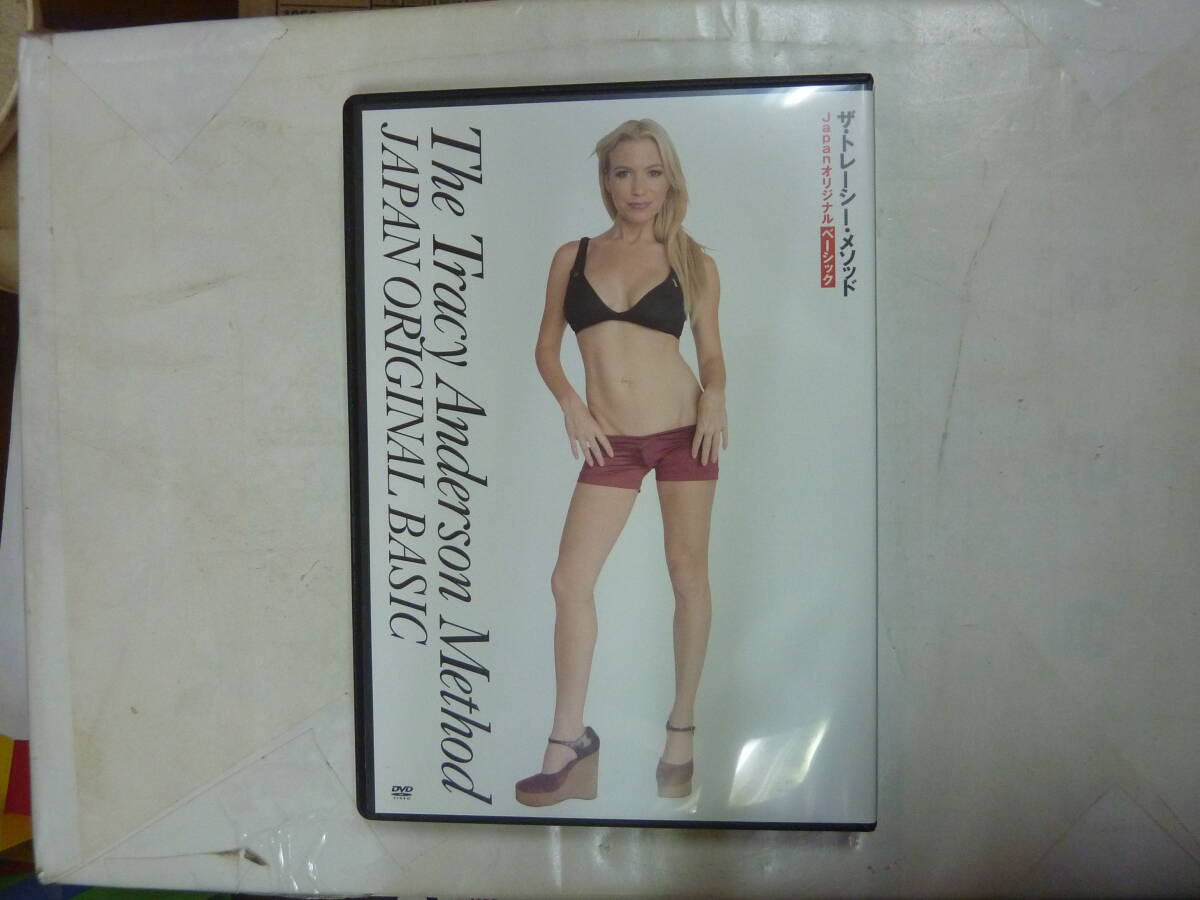 ザ・トレーシー・メソッド
Japanオリジナル ベーシック
The Tracy Anderson Method
JAPAN ORIGINAL BASIC
DVD
VIDEO